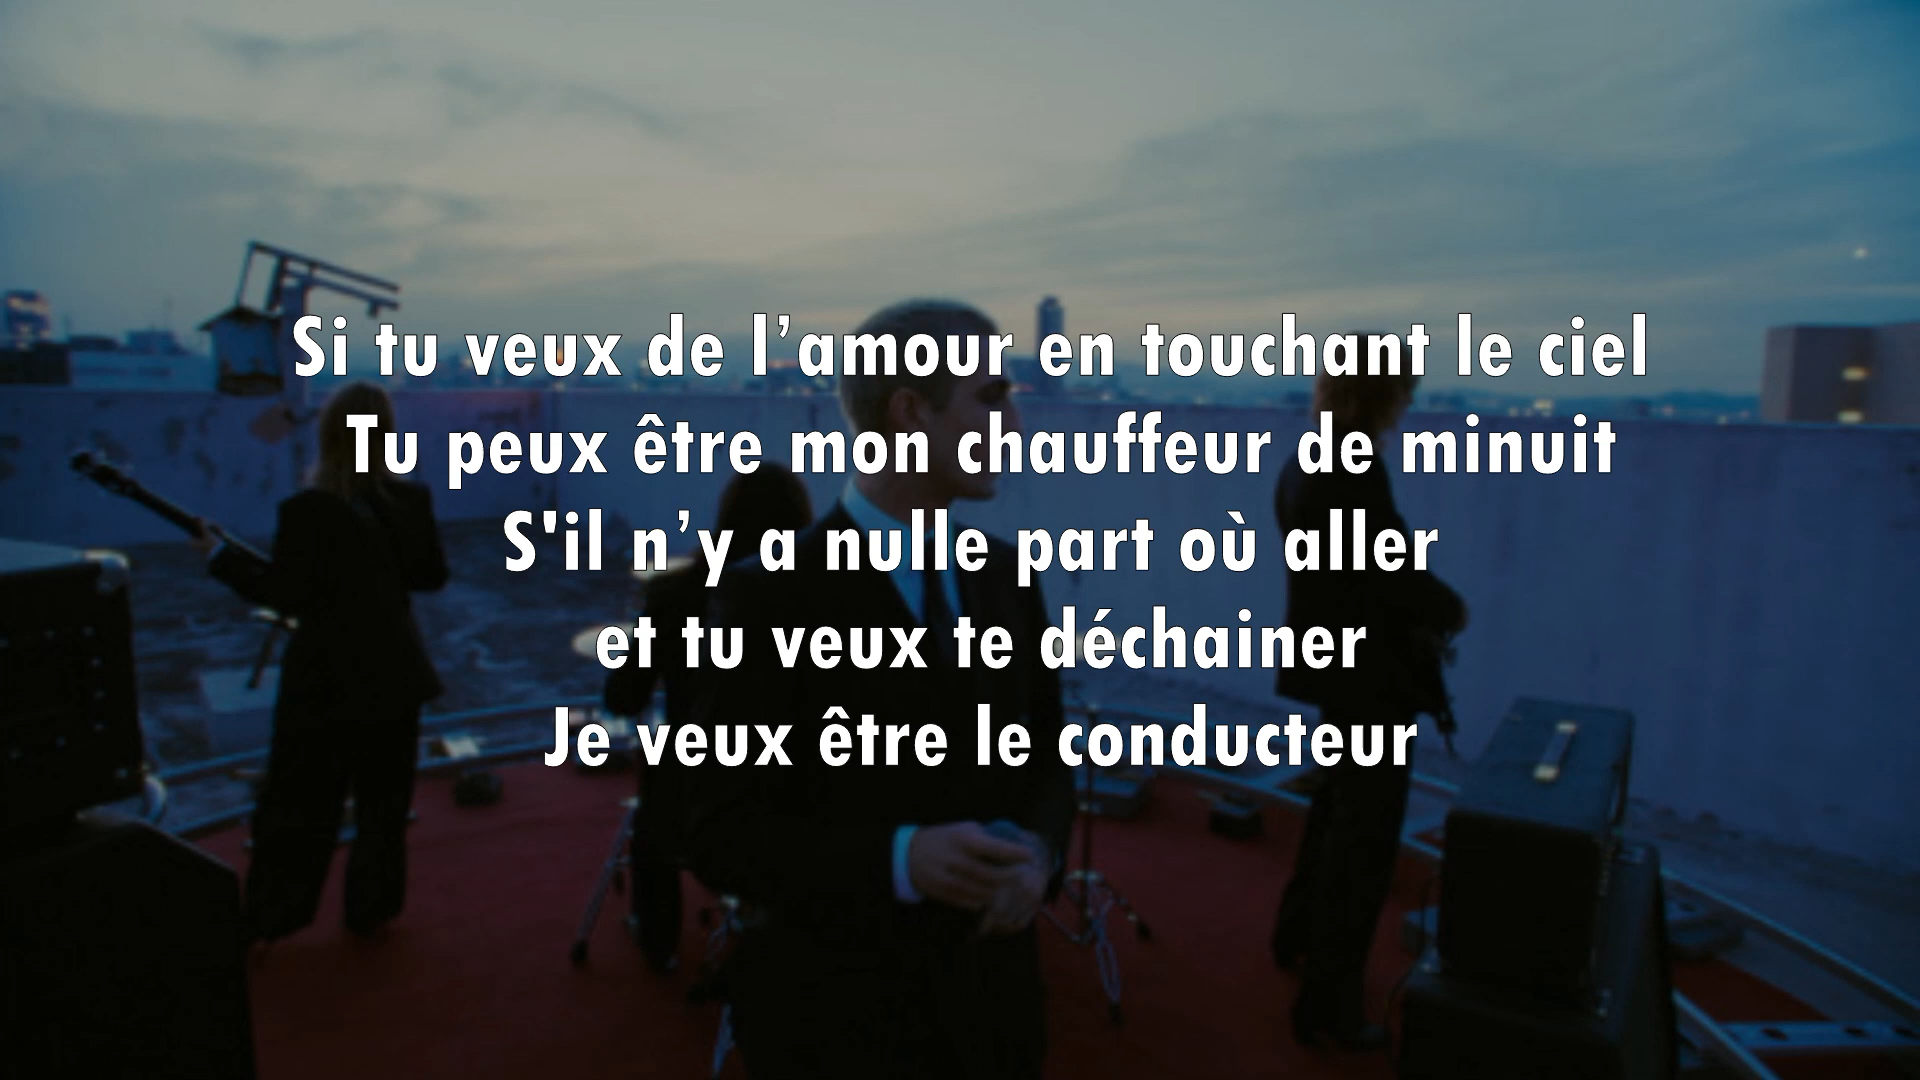 Si tu veux de l’amour en touchant le ciel
Tu peux être mon chauffeur de minuit
S'il n’y a nulle part où aller
et tu veux te déchainer
Je veux être le conducteur